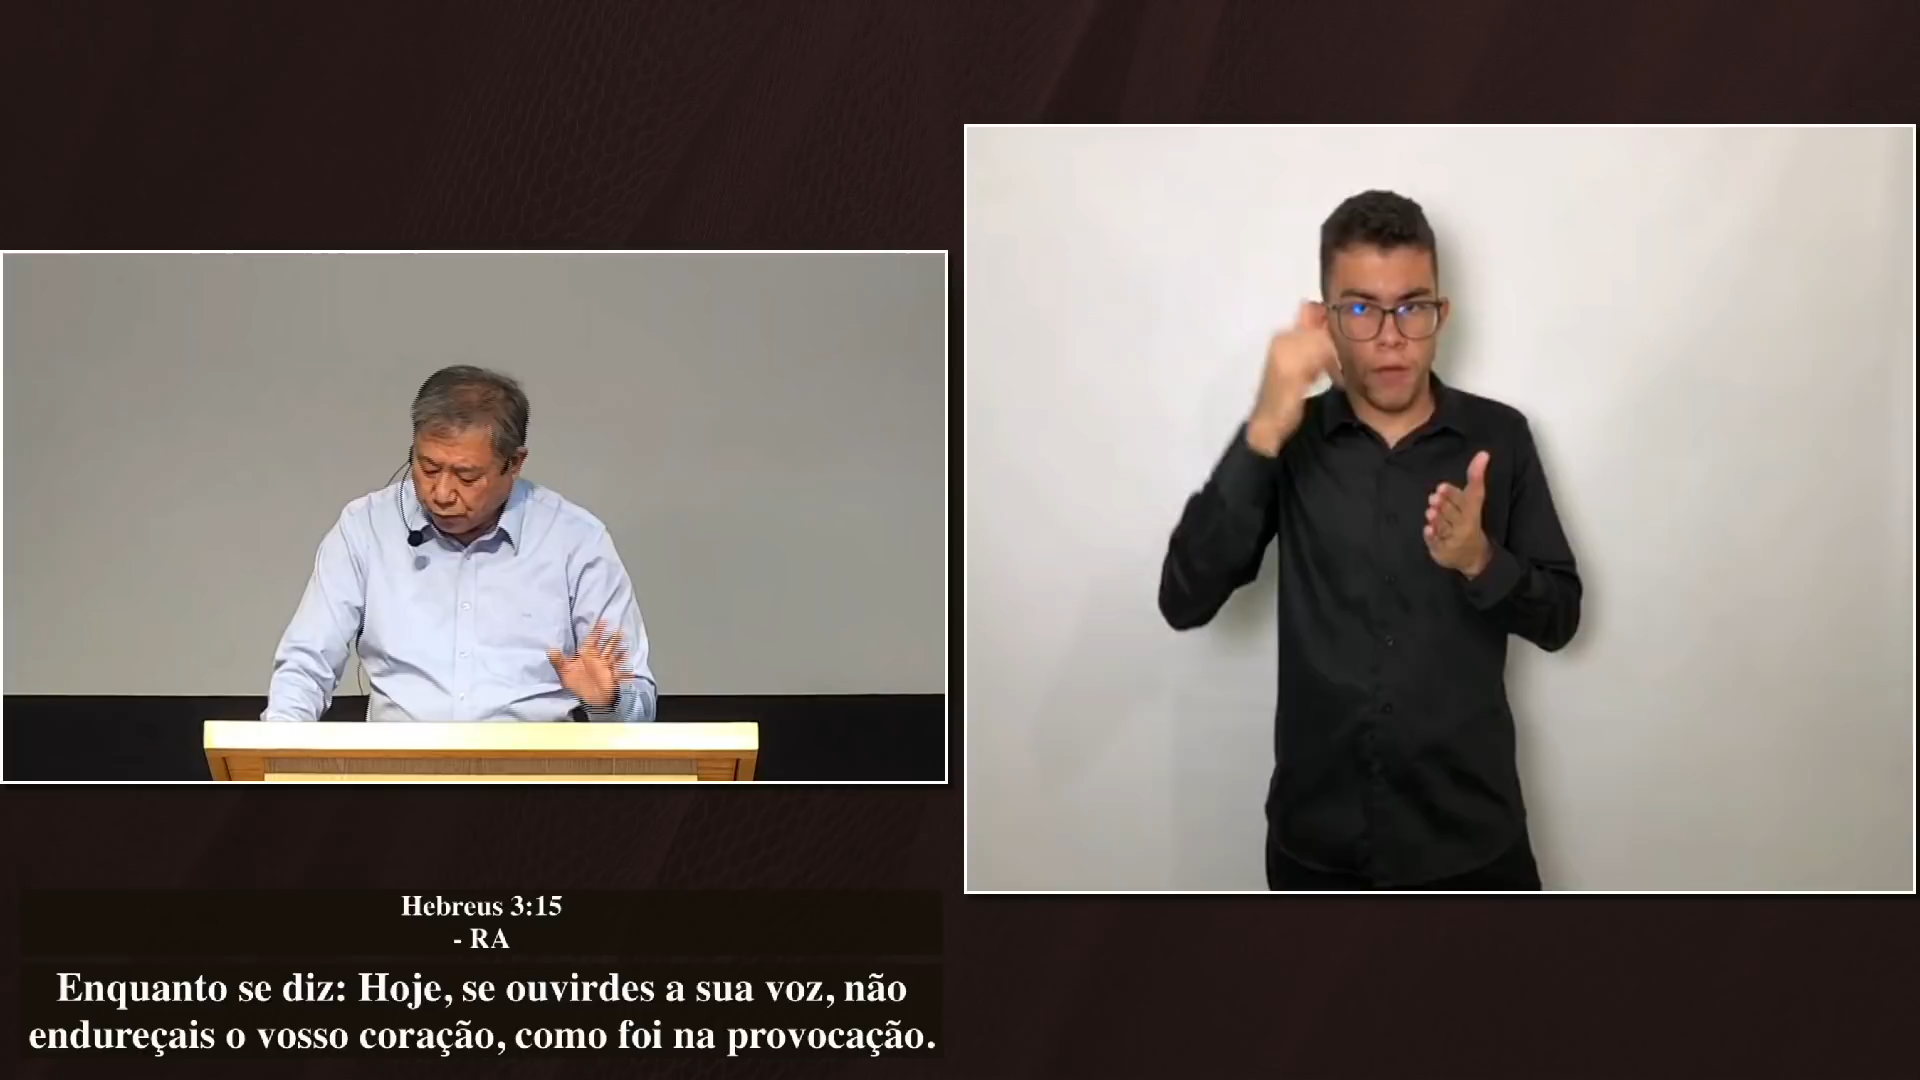 Hebreus 3:15
- RA
Enquanto se diz: Hoje, se ouvirdes a sua voz, não
endureçais o vosso coração, como foi na provocação.